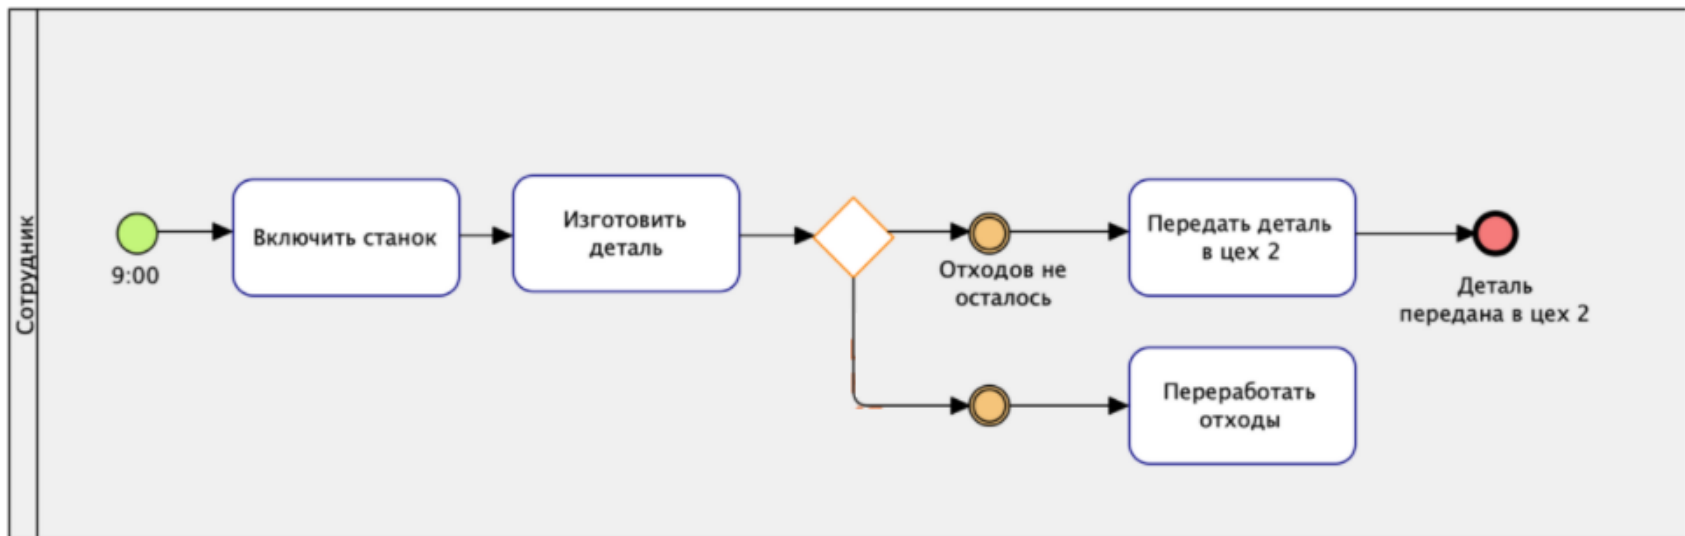 Сотрудник
9:00
Включить станок
Изготовить
деталь
Отходов не
осталось
Передать деталь
в цех 2
Деталь
передана в цех 2
Переработать
отходы